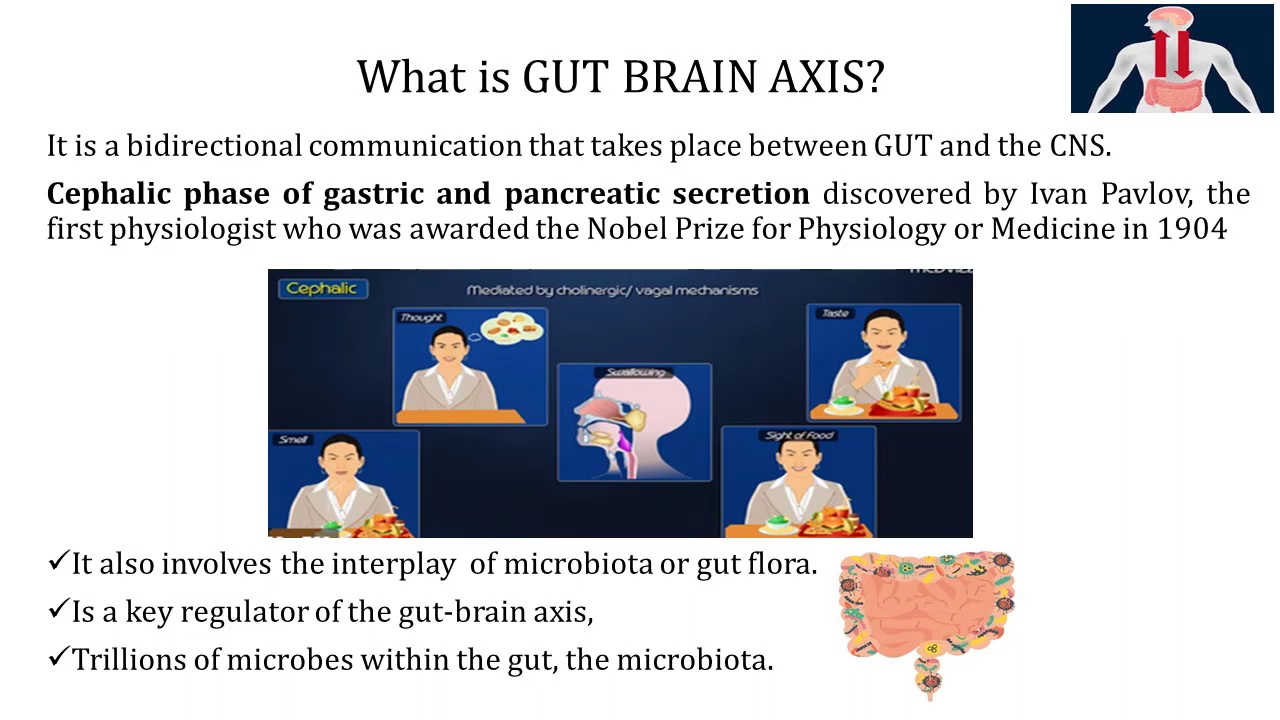 What is GUT BRAIN AXIS?
It is a bidirectional communication that takes place between GUT and the CNS.
Cephalic phase of gastric and pancreatic secretion discovered by Ivan Pavlov, the
first physiologist who was awarded the Nobel Prize for Physiology or Medicine in 1904
Cephalic
Mediated by cholinergic/ vagal mechanisms
Thought
Taste
Swallowing
Smell
Sight of Food
✓It also involves the interplay of microbiota or gut flora.
✓Is a key regulator of the gut-brain axis,
✓Trillions of microbes within the gut, the microbiota.